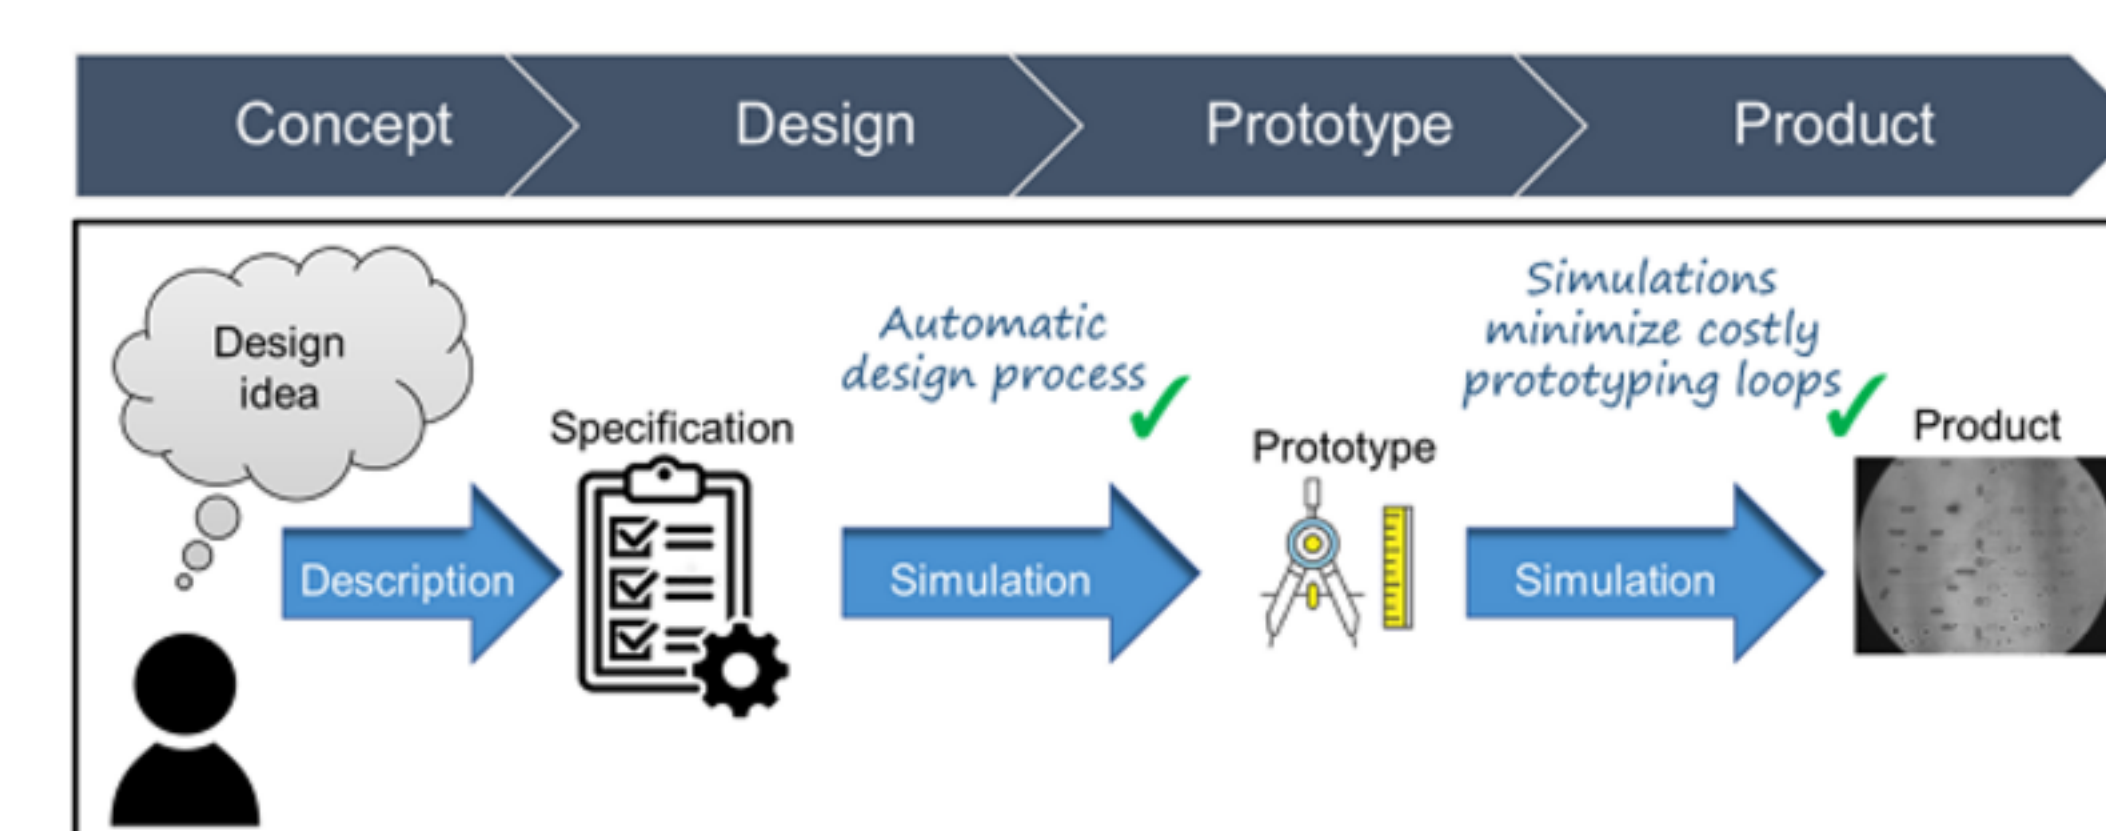 Concept
Design
Prototype
Product
Design
idea
Description
Specification
Automatic
design process
Simulation
Prototype
Simulations
minimize costly
prototyping loops
Simulation
Product